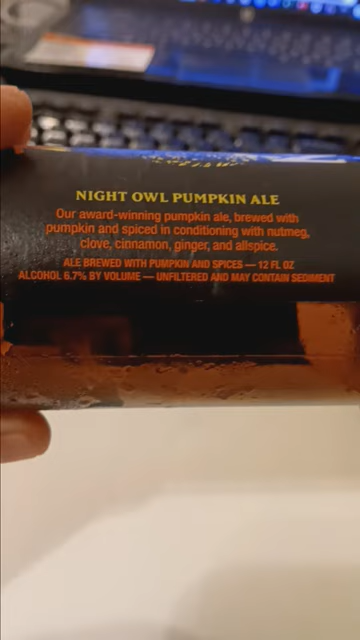 NIGHT OWL PUMPKIN ALE
Our award-winning pumpkin ale, brewed with
pumpkin and spiced in conditioning with nutmeg,
clove, cinnamon, ginger, and allspice.
ALE BREWED WITH PUMPKIN AND SPICES — 12 FL OZ
ALCOHOL 6.7% BY VOLUME — UNFILTERED AND MAY CONTAIN SEDIMENT